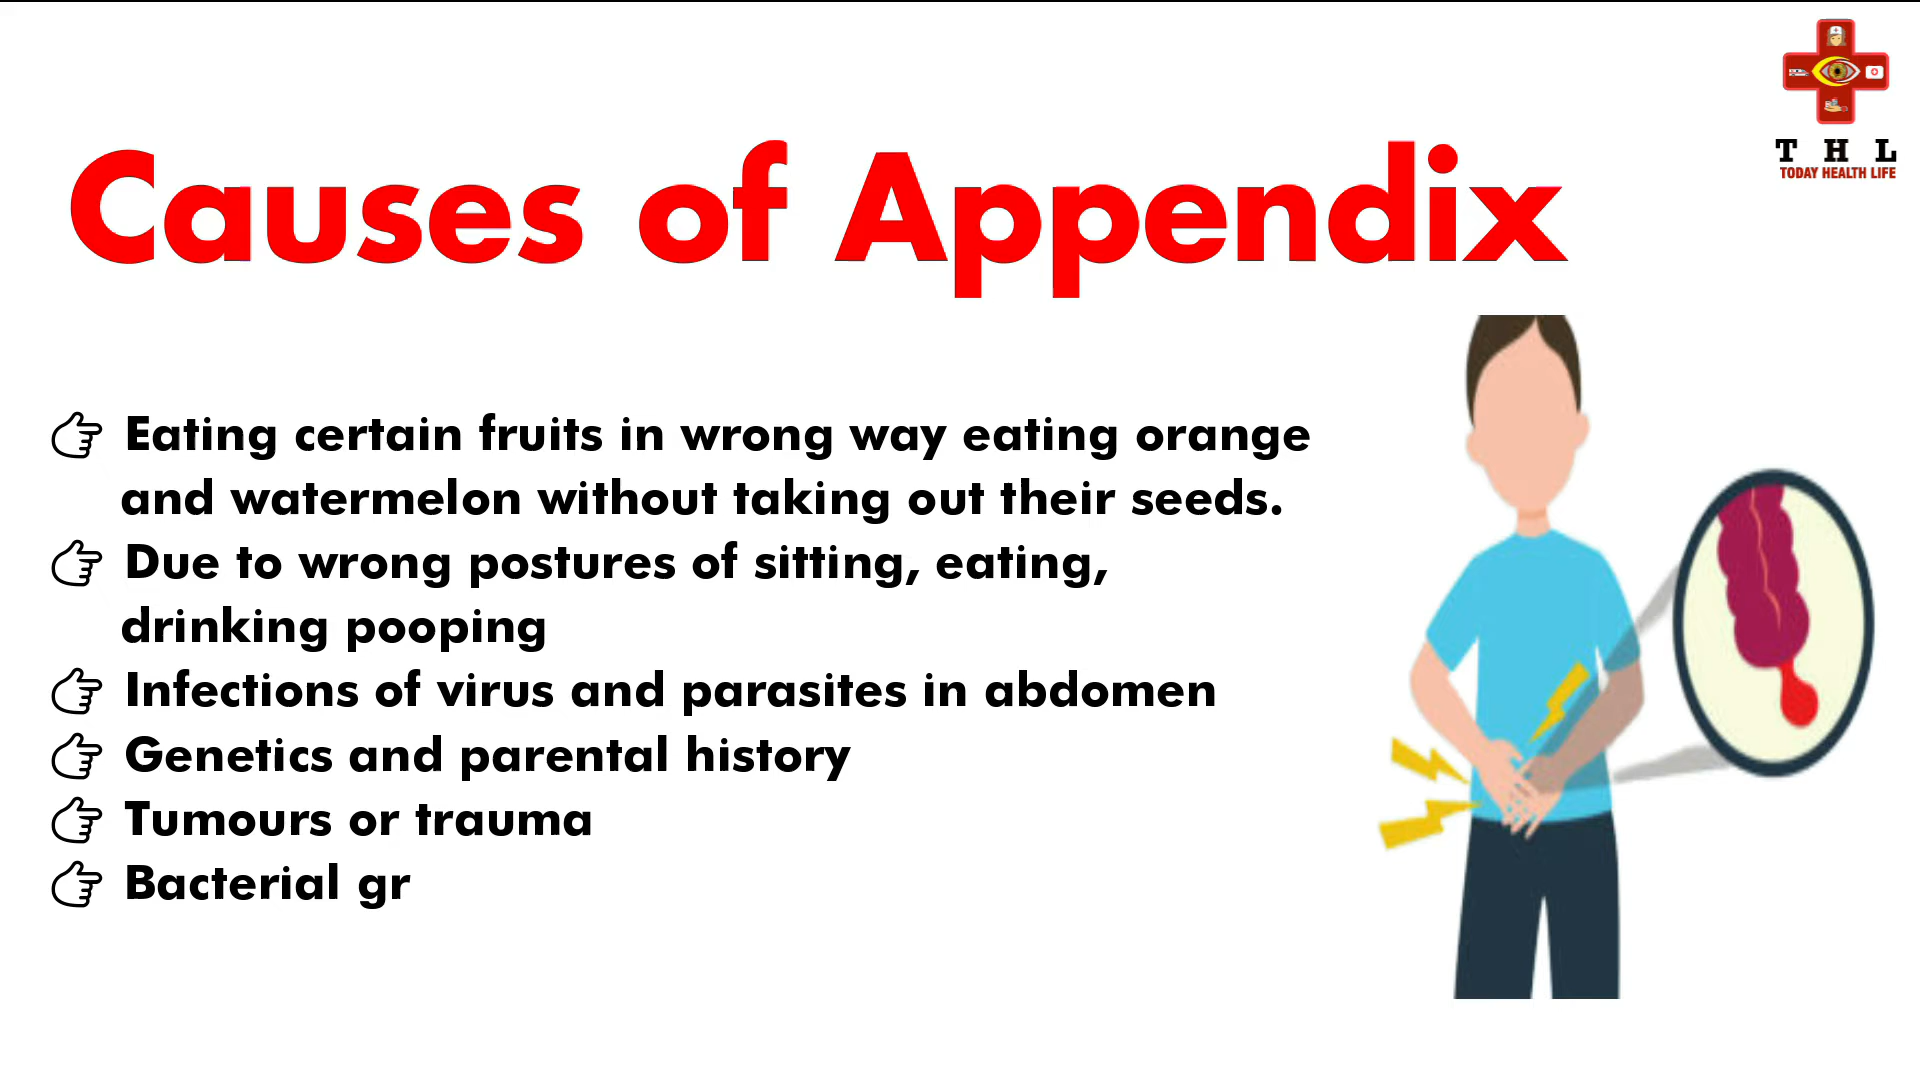 T H L
TODAY HEALTH LIFE
Causes of Appendix
Eating certain fruits in wrong way eating orange
and watermelon without taking out their seeds.
Due to wrong postures of sitting, eating,
drinking pooping
Infections of virus and parasites in abdomen
Genetics and parental history
Tumours or trauma
Bacterial gr